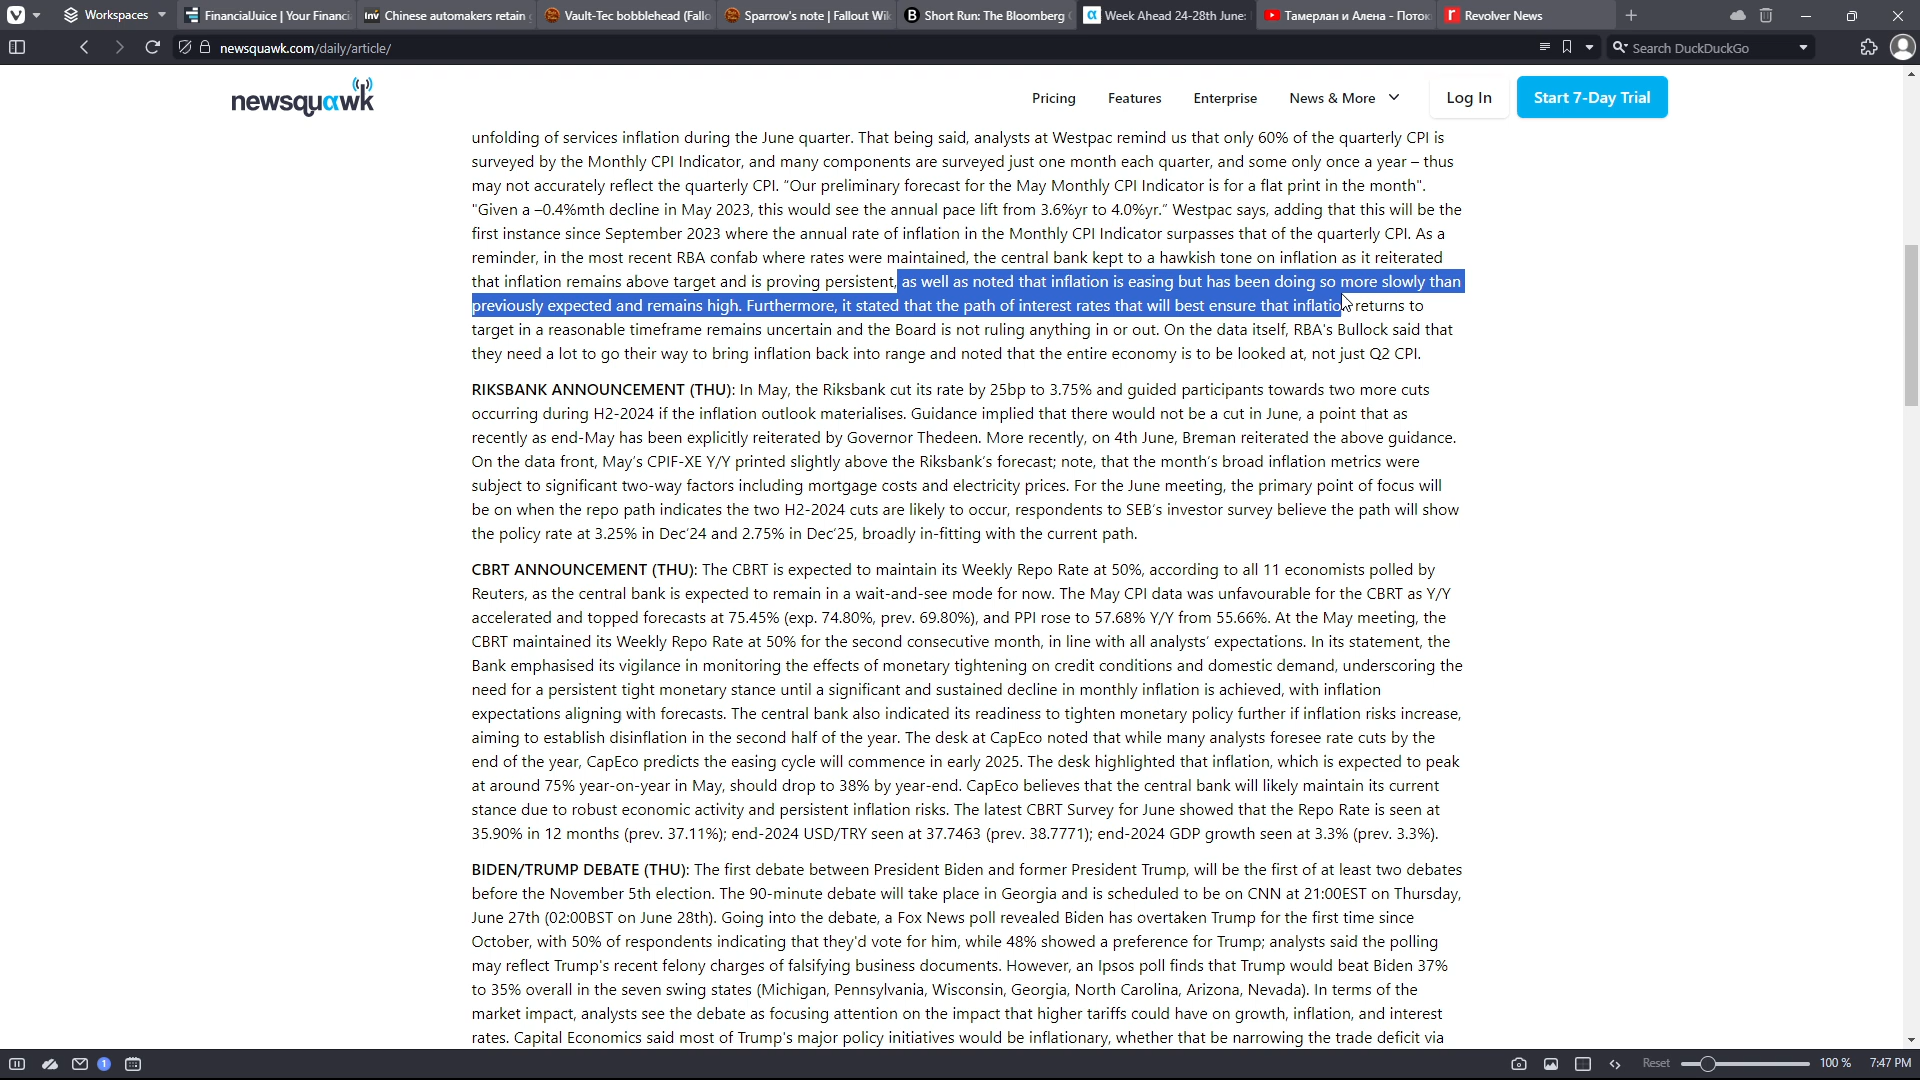 Workspaces
FinancialJuice | Your Financi
Chinese automakers retain
Vault-Tec bobblehead (Fallo
Sparrow's note | Fallout Wik
Short Run: The Bloomberg
Week Ahead 24-28th June:
Тамерлан и Алена - Поток
Revolver News
newsquawk.com/daily/article/
Search DuckDuckGo
newsquawk
Pricing
Features
Enterprise
News & More
Log In
Start 7-Day Trial
unfolding of services inflation during the June quarter. That being said, analysts at Westpac remind us that only 60% of the quarterly CPI is
surveyed by the Monthly CPI Indicator, and many components are surveyed just one month each quarter, and some only once a year – thus
may not accurately reflect the quarterly CPI. "Our preliminary forecast for the May Monthly CPI Indicator is for a flat print in the month".
"Given a –0.4%mth decline in May 2023, this would see the annual pace lift from 3.6%yr to 4.0%yr." Westpac says, adding that this will be the
first instance since September 2023 where the annual rate of inflation in the Monthly CPI Indicator surpasses that of the quarterly CPI. As a
reminder, in the most recent RBA confab where rates were maintained, the central bank kept to a hawkish tone on inflation as it reiterated
that inflation remains above target and is proving persistent, as well as noted that inflation is easing but has been doing so more slowly than
previously expected and remains high. Furthermore, it stated that the path of interest rates that will best ensure that inflation returns to
target in a reasonable timeframe remains uncertain and the Board is not ruling anything in or out. On the data itself, RBA's Bullock said that
they need a lot to go their way to bring inflation back into range and noted that the entire economy is to be looked at, not just Q2 CPI.
RIKSBANK ANNOUNCEMENT (THU): In May, the Riksbank cut its rate by 25bp to 3.75% and guided participants towards two more cuts
occurring during H2-2024 if the inflation outlook materialises. Guidance implied that there would not be a cut in June, a point that as
recently as end-May has been explicitly reiterated by Governor Thedeen. More recently, on 4th June, Breman reiterated the above guidance.
On the data front, May's CPIF-XE Y/Y printed slightly above the Riksbank's forecast; note, that the month's broad inflation metrics were
subject to significant two-way factors including mortgage costs and electricity prices. For the June meeting, the primary point of focus will
be on when the repo path indicates the two H2-2024 cuts are likely to occur, respondents to SEB's investor survey believe the path will show
the policy rate at 3.25% in Dec'24 and 2.75% in Dec'25, broadly in-fitting with the current path.
CBRT ANNOUNCEMENT (THU): The CBRT is expected to maintain its Weekly Repo Rate at 50%, according to all 11 economists polled by
Reuters, as the central bank is expected to remain in a wait-and-see mode for now. The May CPI data was unfavourable for the CBRT as Y/Y
accelerated and topped forecasts at 75.45% (exp. 74.80%, prev. 69.80%), and PPI rose to 57.68% Y/Y from 55.66%. At the May meeting, the
CBRT maintained its Weekly Repo Rate at 50% for the second consecutive month, in line with all analysts' expectations. In its statement, the
Bank emphasised its vigilance in monitoring the effects of monetary tightening on credit conditions and domestic demand, underscoring the
need for a persistent tight monetary stance until a significant and sustained decline in monthly inflation is achieved, with inflation
expectations aligning with forecasts. The central bank also indicated its readiness to tighten monetary policy further if inflation risks increase,
aiming to establish disinflation in the second half of the year. The desk at CapEco noted that while many analysts foresee rate cuts by the
end of the year, CapEco predicts the easing cycle will commence in early 2025. The desk highlighted that inflation, which is expected to peak
at around 75% year-on-year in May, should drop to 38% by year-end. CapEco believes that the central bank will likely maintain its current
stance due to robust economic activity and persistent inflation risks. The latest CBRT Survey for June showed that the Repo Rate is seen at
35.90% in 12 months (prev. 37.11%); end-2024 USD/TRY seen at 37.7463 (prev. 38.7771); end-2024 GDP growth seen at 3.3% (prev. 3.3%).
BIDEN/TRUMP DEBATE (THU): The first debate between President Biden and former President Trump, will be the first of at least two debates
before the November 5th election. The 90-minute debate will take place in Georgia and is scheduled to be on CNN at 21:00EST on Thursday,
June 27th (02:00BST on June 28th). Going into the debate, a Fox News poll revealed Biden has overtaken Trump for the first time since
October, with 50% of respondents indicating that they'd vote for him, while 48% showed a preference for Trump; analysts said the polling
may reflect Trump's recent felony charges of falsifying business documents. However, an Ipsos poll finds that Trump would beat Biden 37%
to 35% overall in the seven swing states (Michigan, Pennsylvania, Wisconsin, Georgia, North Carolina, Arizona, Nevada). In terms of the
market impact, analysts see the debate as focusing attention on the impact that higher tariffs could have on growth, inflation, and interest
rates. Capital Economics said most of Trump's major policy initiatives would be inflationary, whether that be narrowing the trade deficit via
1
Reset
100 %
7:47 PM